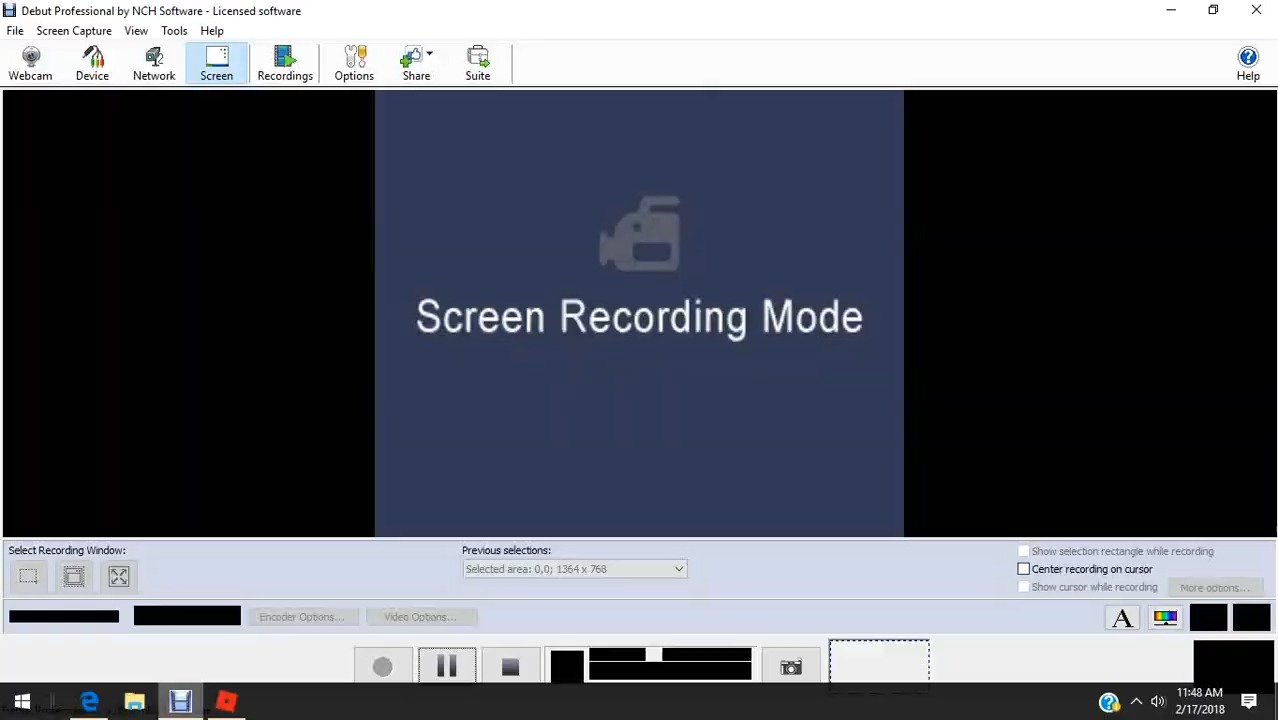 Debut Professional by NCH Software - Licensed software
File Screen Capture View Tools Help
Webcam Device Network Screen Recordings Options Share Suite Help
Screen Recording Mode
Select Recording Window:
Previous selections:
Selected area: 0,0; 1364 x 768
Show selection rectangle while recording
Center recording on cursor
Show cursor while recording More options...
Encoder Options... Video Options... A
11:48 AM
2/17/2018